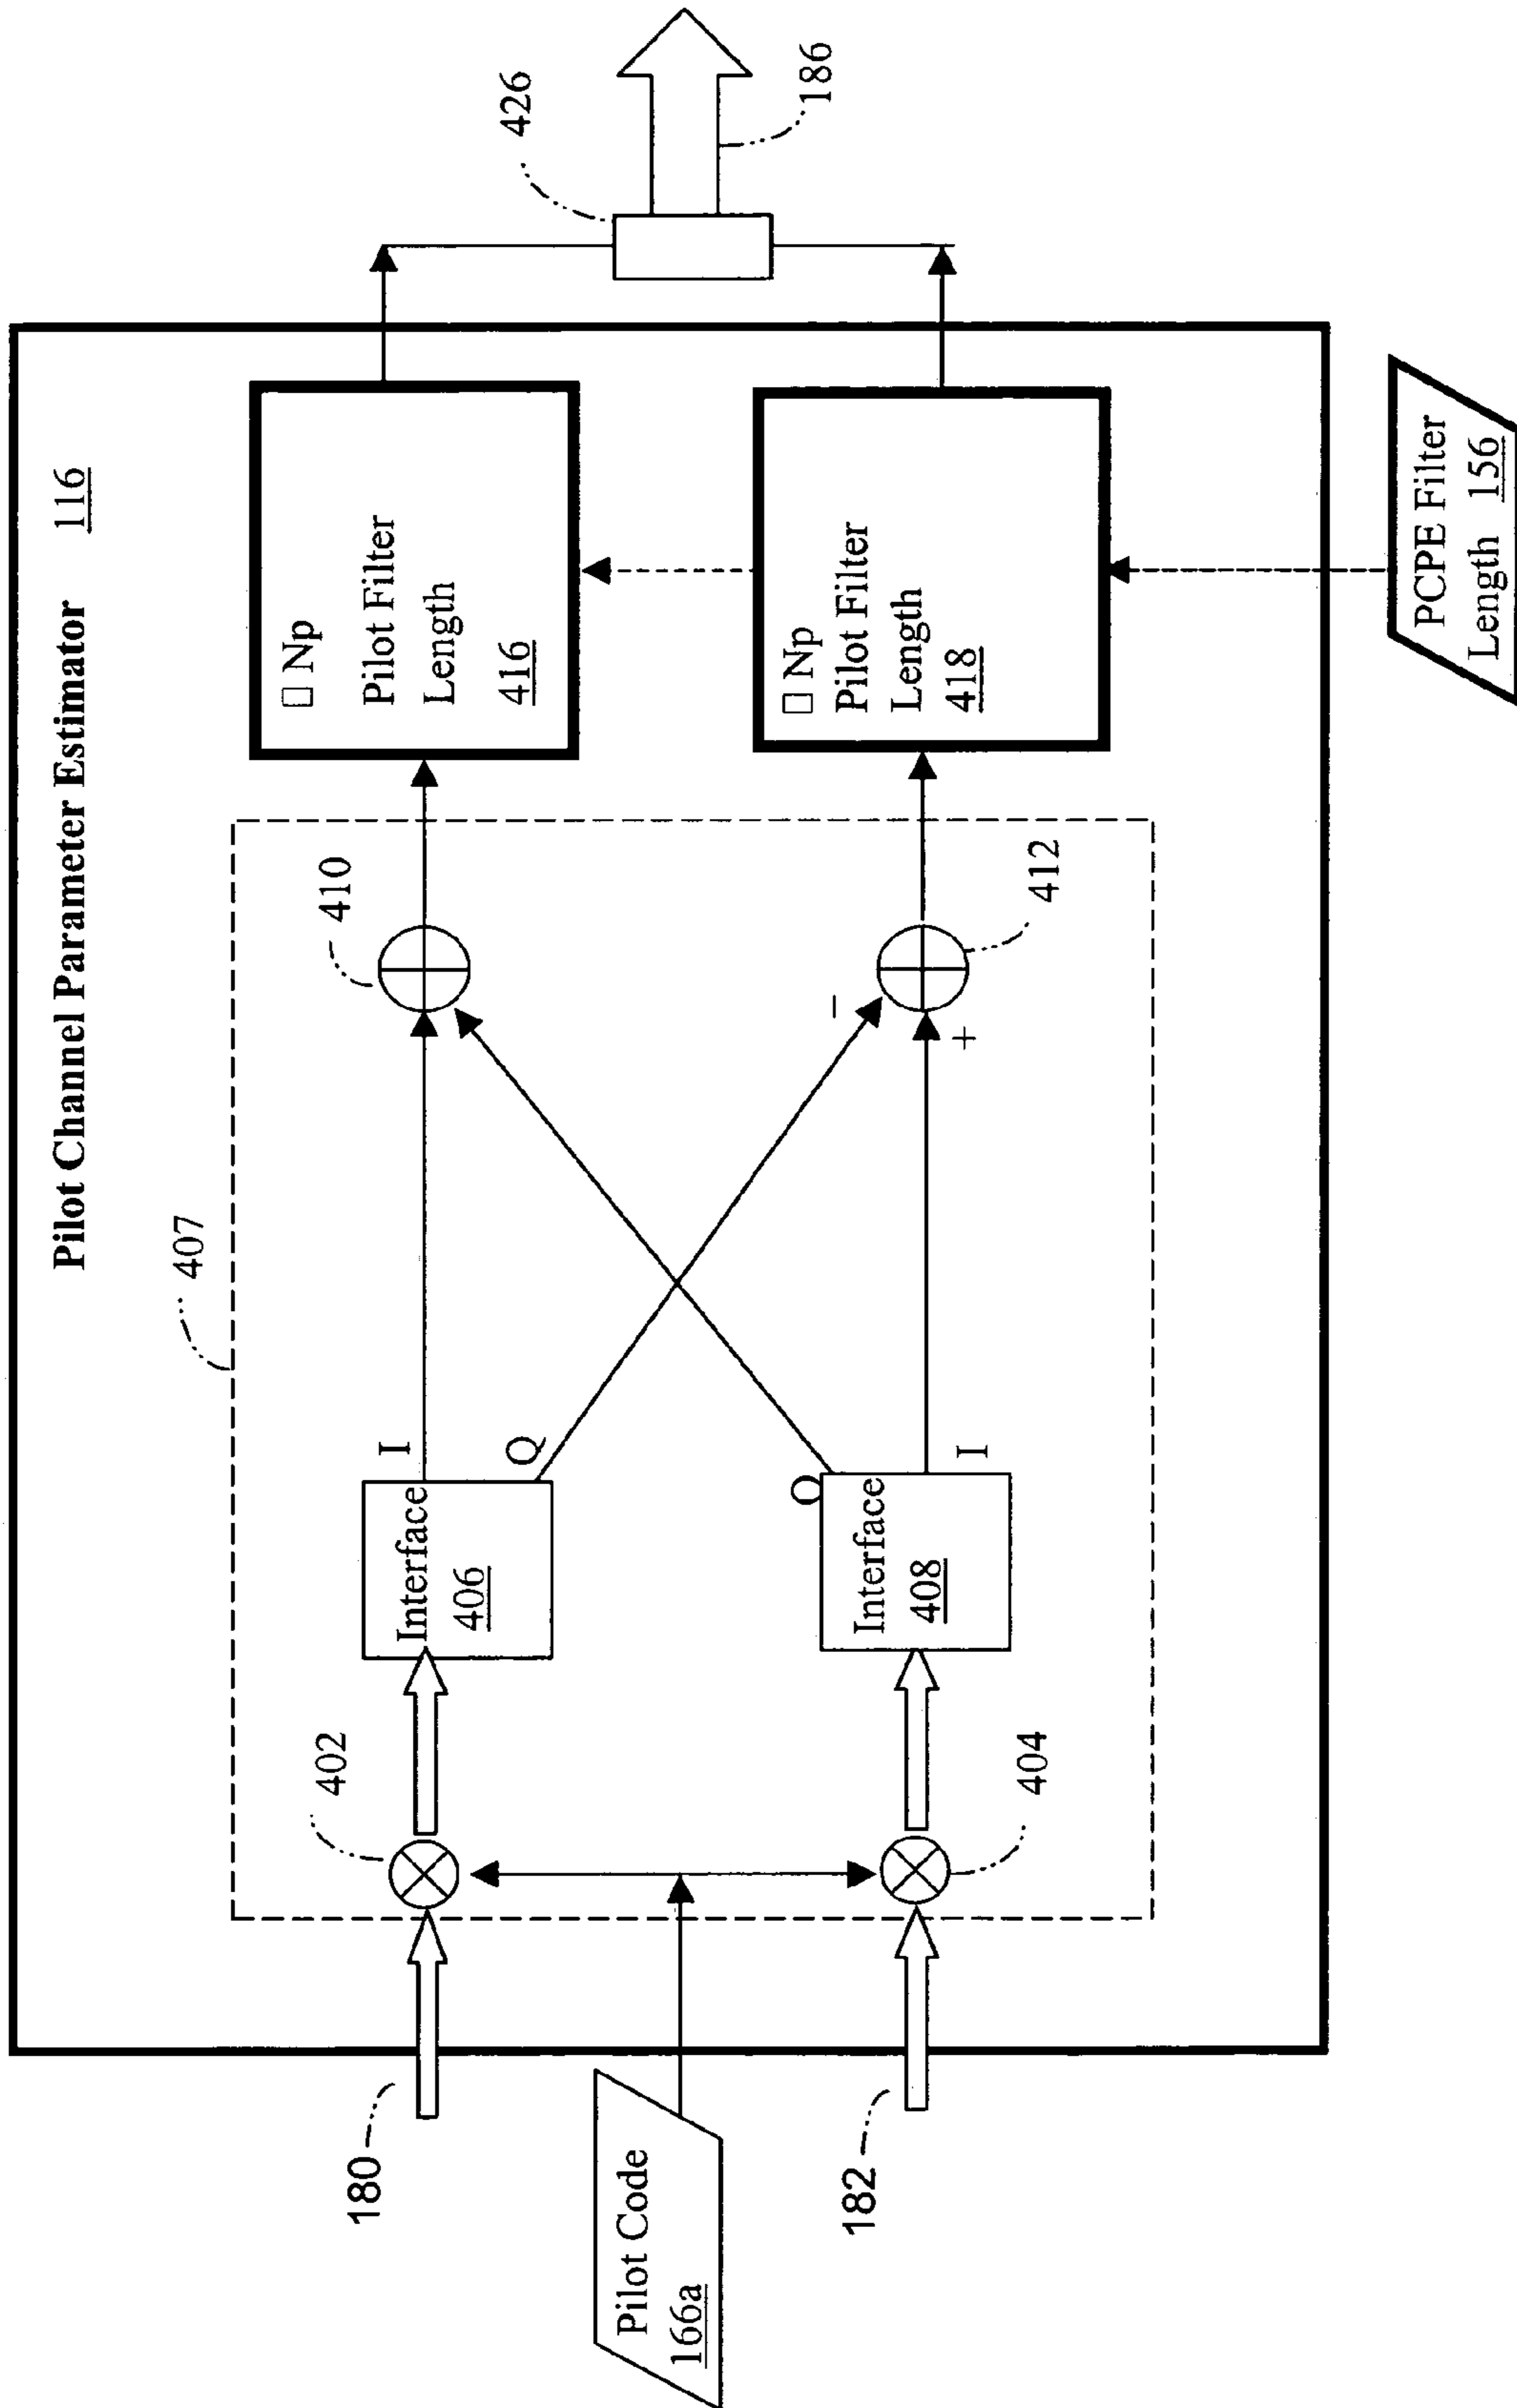 Pilot Channel Parameter Estimator 116
407
180
402
Interface
406
I
Q
410
□ Np
Pilot Filter
Length
416
426
186
Pilot Code
166a
182
404
Interface
408
Q
I
−
+
412
□ Np
Pilot Filter
Length
418
PCPE Filter
Length 156